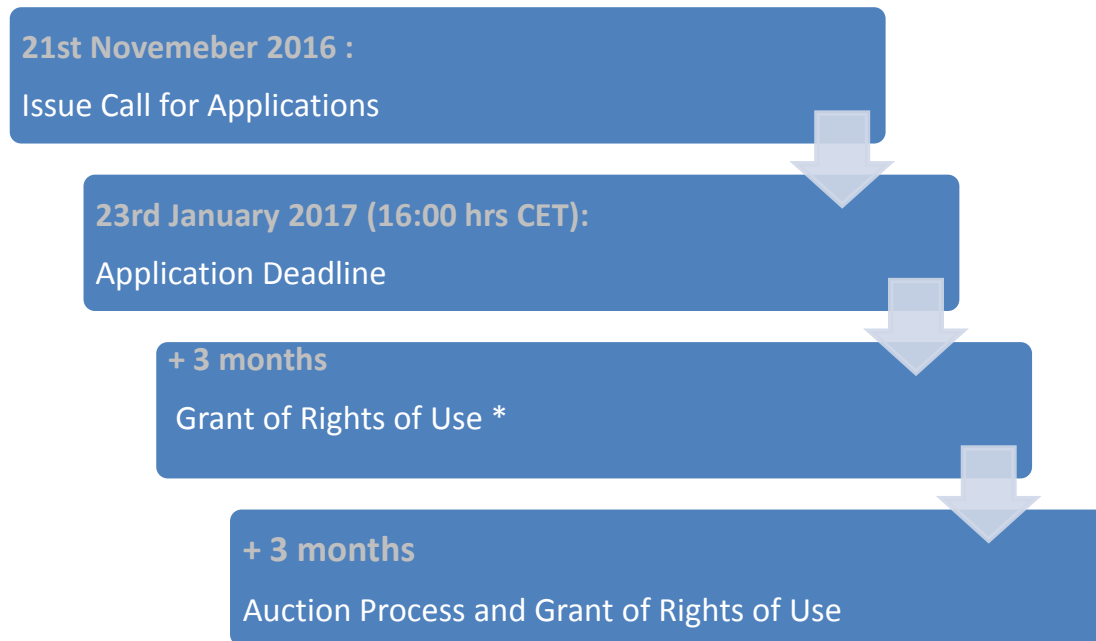 21st Novemeber 2016 :
Issue Call for Applications
23rd January 2017 (16:00 hrs CET):
Application Deadline
+ 3 months
Grant of Rights of Use *
+ 3 months
Auction Process and Grant of Rights of Use